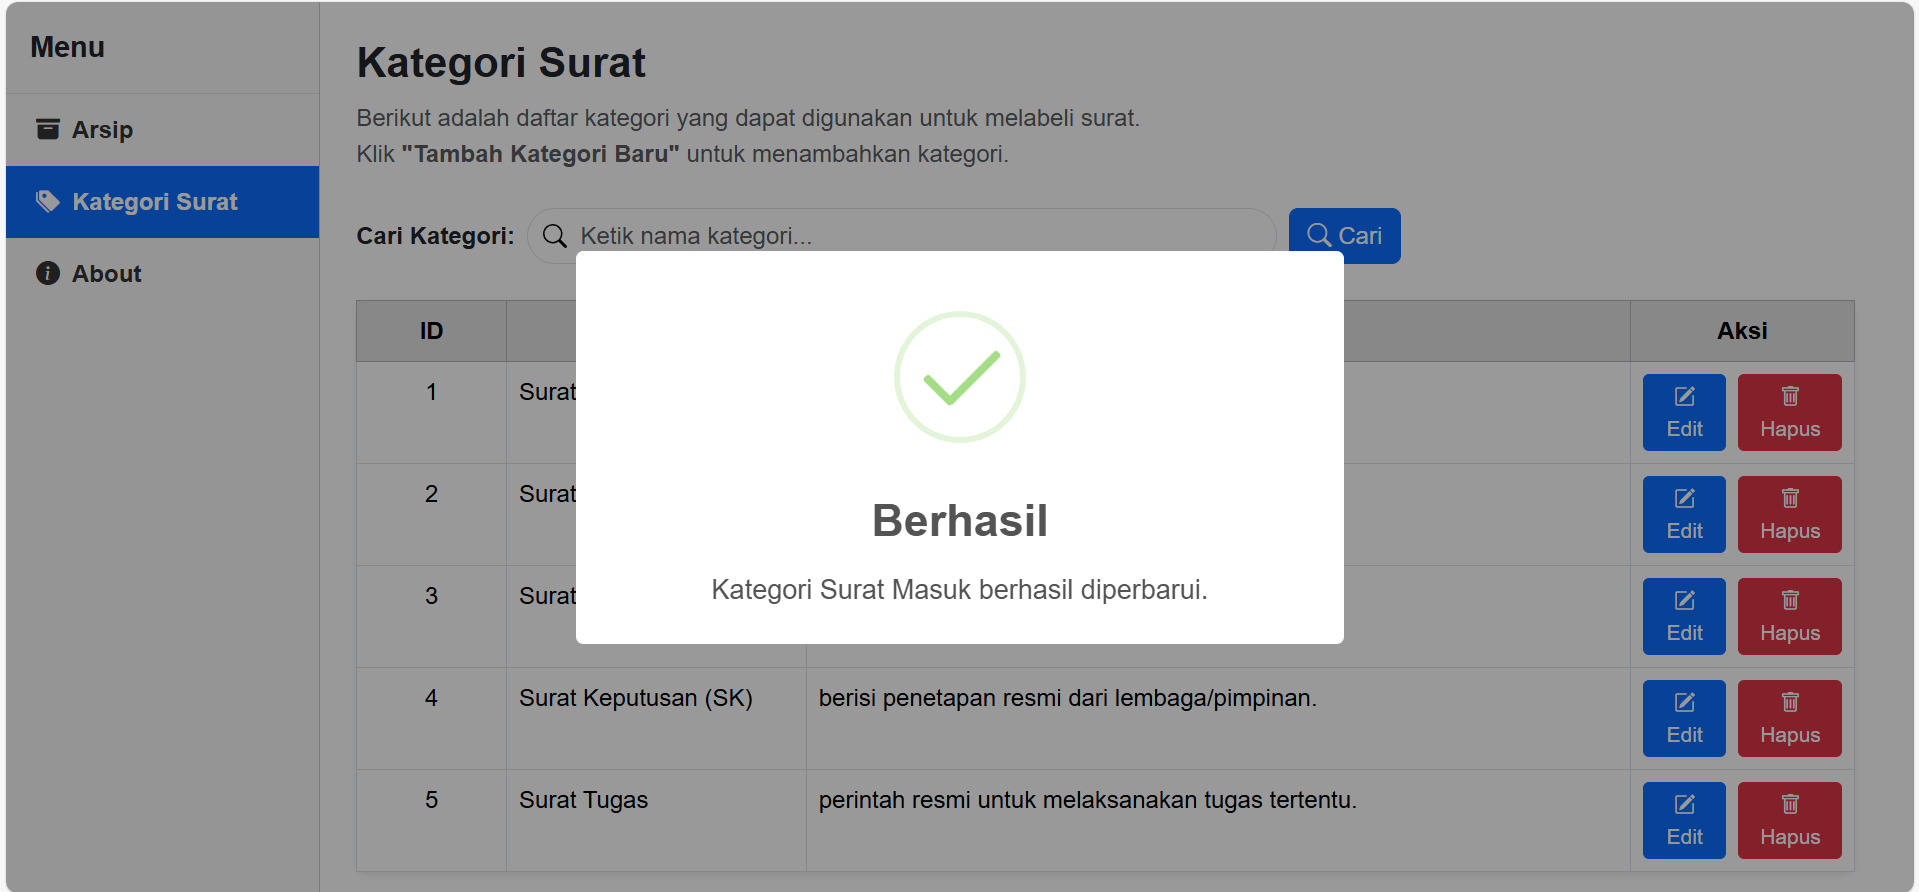 Menu
Arsip
Kategori Surat
About
Kategori Surat
Berikut adalah daftar kategori yang dapat digunakan untuk melabeli surat.
Klik "Tambah Kategori Baru" untuk menambahkan kategori.
Cari Kategori: Ketik nama kategori... Cari
ID Aksi
1 Surat Edit Hapus
2 Surat Edit Hapus
3 Surat Edit Hapus
Berhasil
Kategori Surat Masuk berhasil diperbarui.
4 Surat Keputusan (SK) berisi penetapan resmi dari lembaga/pimpinan. Edit Hapus
5 Surat Tugas perintah resmi untuk melaksanakan tugas tertentu. Edit Hapus